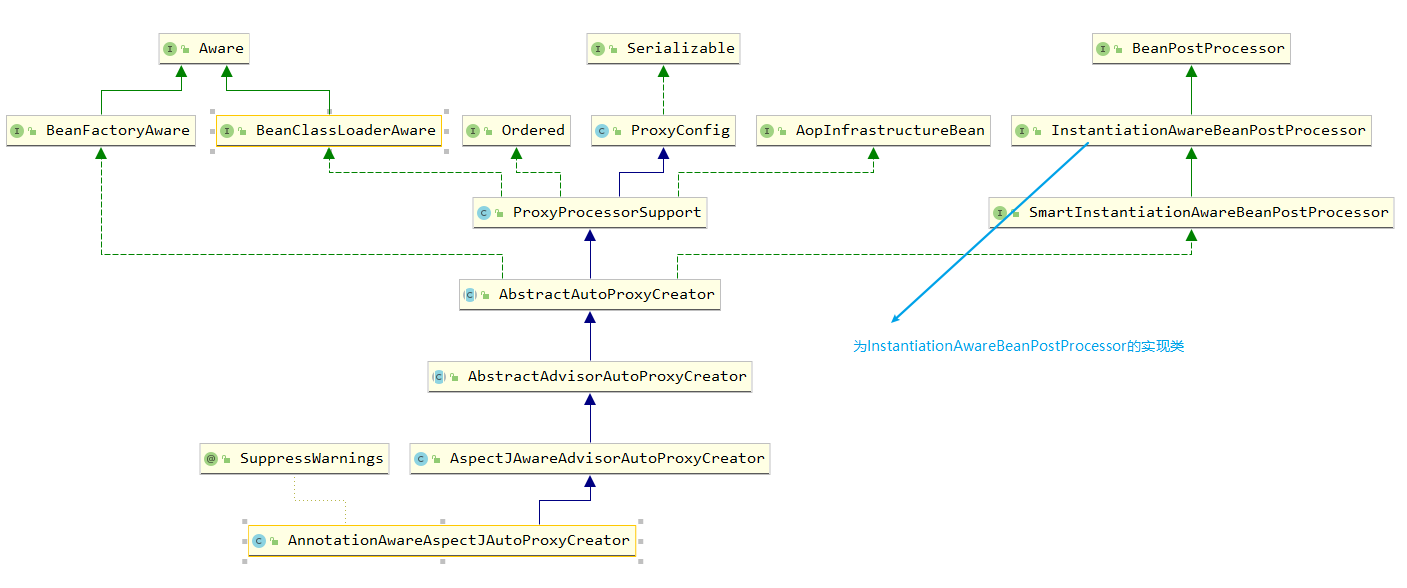 Aware
Serializable
BeanPostProcessor
BeanFactoryAware
BeanClassLoaderAware
Ordered
ProxyConfig
AopInfrastructureBean
InstantiationAwareBeanPostProcessor
ProxyProcessorSupport
SmartInstantiationAwareBeanPostProcessor
AbstractAutoProxyCreator
为InstantiationAwareBeanPostProcessor的实现类
AbstractAdvisorAutoProxyCreator
SuppressWarnings
AspectJAwareAdvisorAutoProxyCreator
AnnotationAwareAspectJAutoProxyCreator